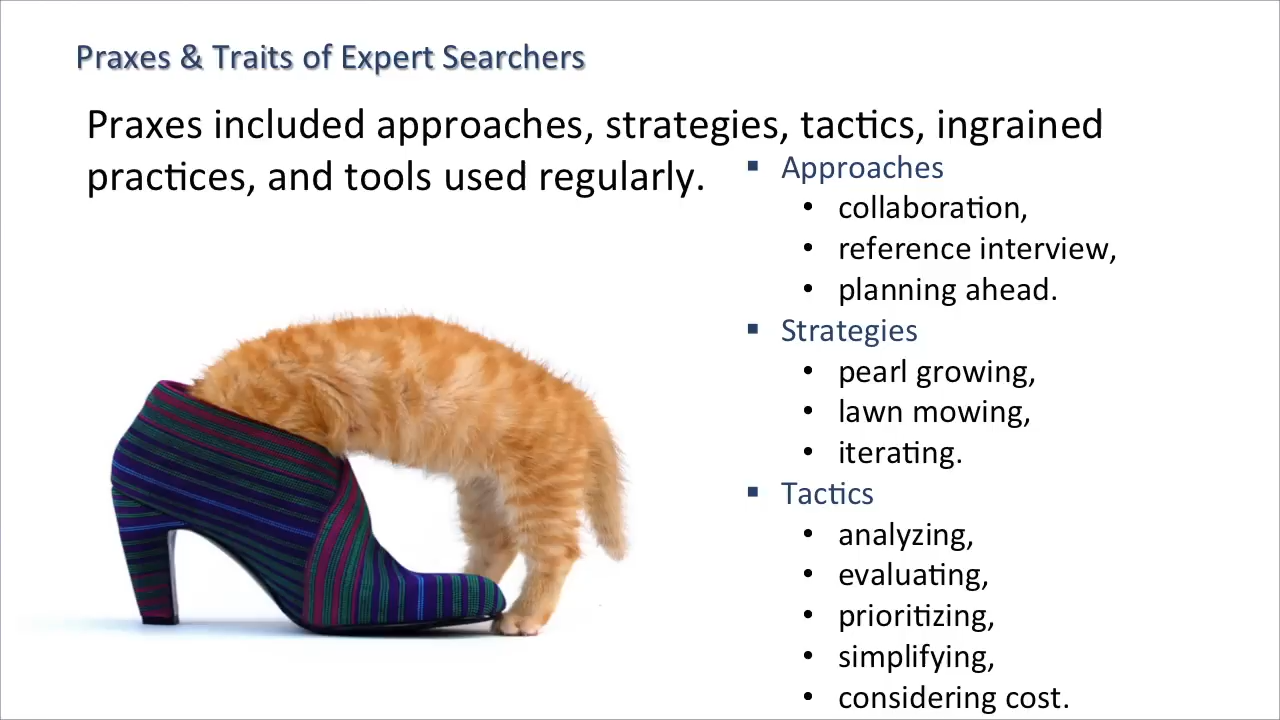 Praxes & Traits of Expert Searchers
Praxes included approaches, strategies, tactics, ingrained
practices, and tools used regularly.
▪ Approaches
• collaboration,
• reference interview,
• planning ahead.
▪ Strategies
• pearl growing,
• lawn mowing,
• iterating.
▪ Tactics
• analyzing,
• evaluating,
• prioritizing,
• simplifying,
• considering cost.